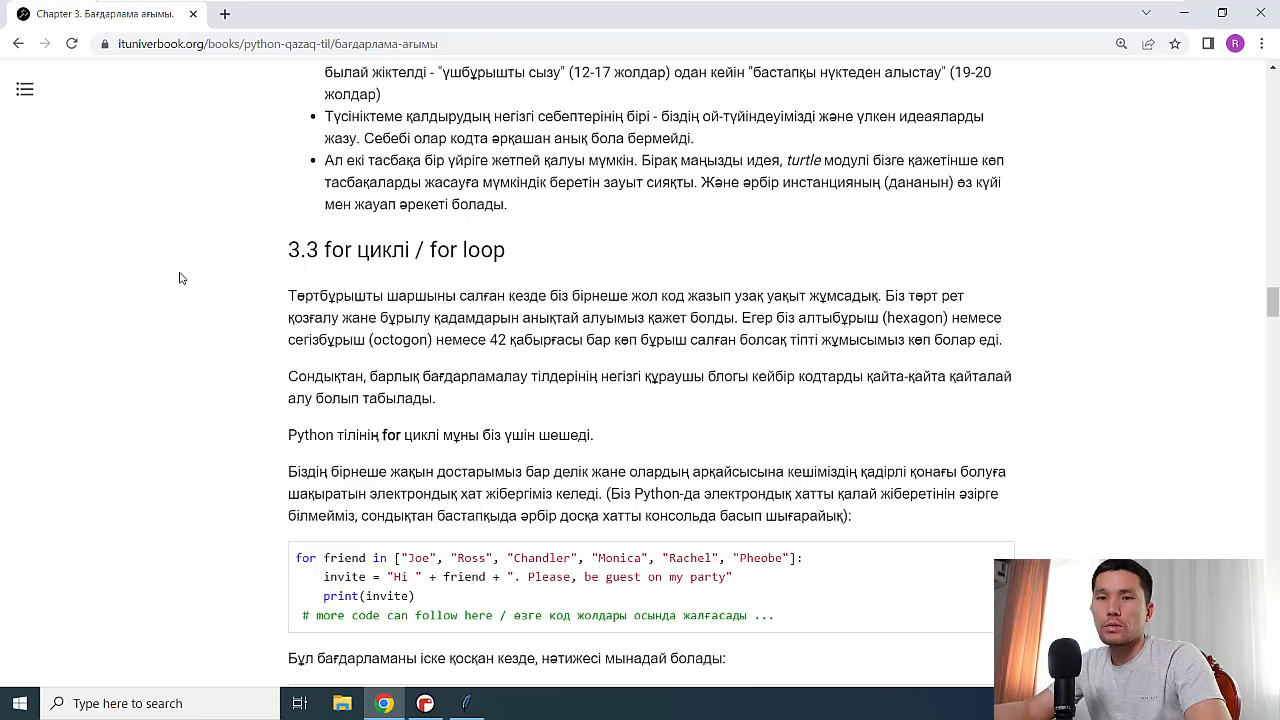 Chapter 3. Бағдарлама ағымы.
ituniverbook.org/books/python-qazaq-til/бағдарлама-ағымы
R
былай жіктелді - "үшбұрышты сызу" (12-17 жолдар) одан кейін "бастапқы нүктеден алыстау" (19-20
жолдар)
Түсініктеме қалдырудың негізгі себептерінің бірі - біздің ой-түйіндеуімізді және үлкен идеяларды
жазу. Себебі олар кодта әрқашан анық бола бермейді.
Ал екі тасбақа бір үйріге жетпей қалуы мүмкін. Бірақ маңызды идея, turtle модулі бізге қажетінше көп
тасбақаларды жасауға мүмкіндік беретін зауыт сияқты. Және әрбір инстанцияның (дананын) өз күйі
мен жауап әрекеті болады.
3.3 for циклі / for loop
Төртбұрышты шаршыны салған кезде біз бірнеше жол код жазып узақ уақыт жұмсадық. Біз төрт рет
қозғалу және бұрылу қадамдарын анықтай алуымыз қажет болды. Егер біз алтыбұрыш (hexagon) немесе
сегізбұрыш (octogon) немесе 42 қабырғасы бар көп бұрыш салған болсақ тіпті жұмысымыз көп болар еді.
Сондықтан, барлық бағдарламалау тілдерінің негізгі құраушы блогы кейбір кодтарды қайта-қайта қайталай
алу болып табылады.
Python тілінің for циклі мұны біз үшін шешеді.
Біздің бірнеше жақын достарымыз бар делік және олардың арқайсысына кешіміздің қадірлі қонағы болуға
шақыратын электрондық хат жібергіміз келеді. (Біз Python-да электрондық хатты қалай жіберетінін әзірге
білмейміз, сондықтан бастапқыда әрбір досқа хатты консольда басып шығарайық):
for friend in ["Joe", "Ross", "Chandler", "Monica", "Rachel", "Pheobe"]:
invite = "Hi " + friend + ". Please, be guest on my party"
print(invite)
# more code can follow here / өзге код жолдары осында жалғасады ...
Бұл бағдарламаны іске қосқан кезде, нәтижесі мынадай болады:
Type here to search